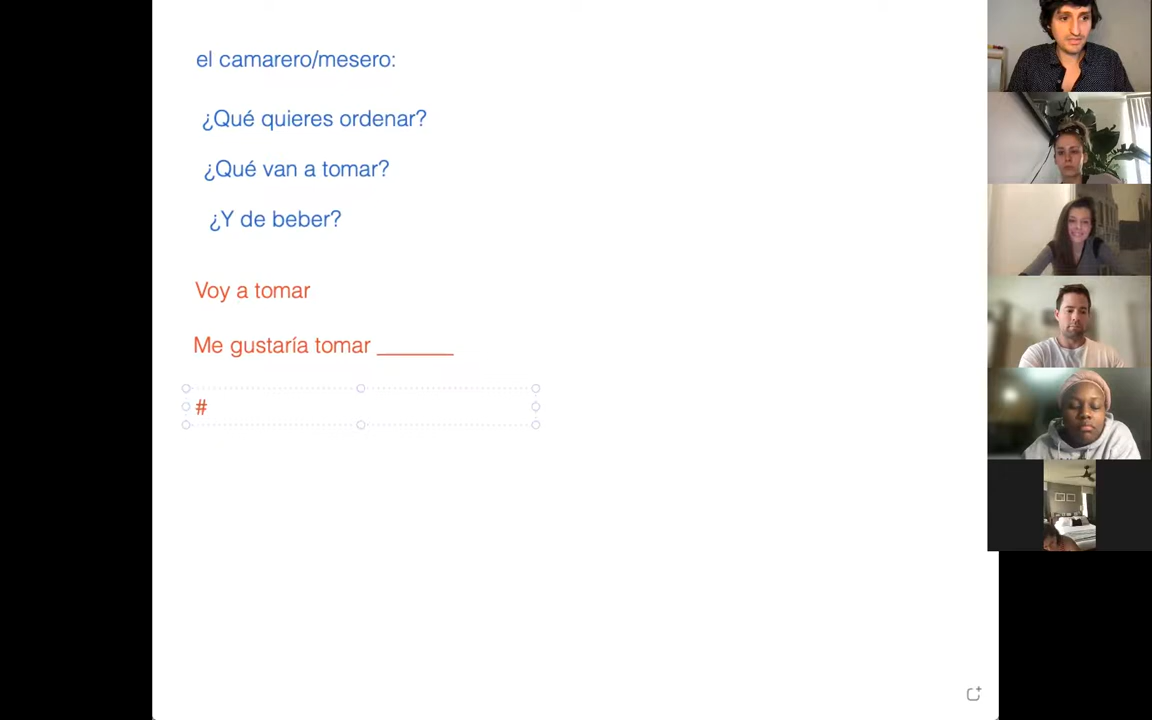 el camarero/mesero:
¿Qué quieres ordenar?
¿Qué van a tomar?
¿Y de beber?
Voy a tomar
Me gustaría tomar _______
#